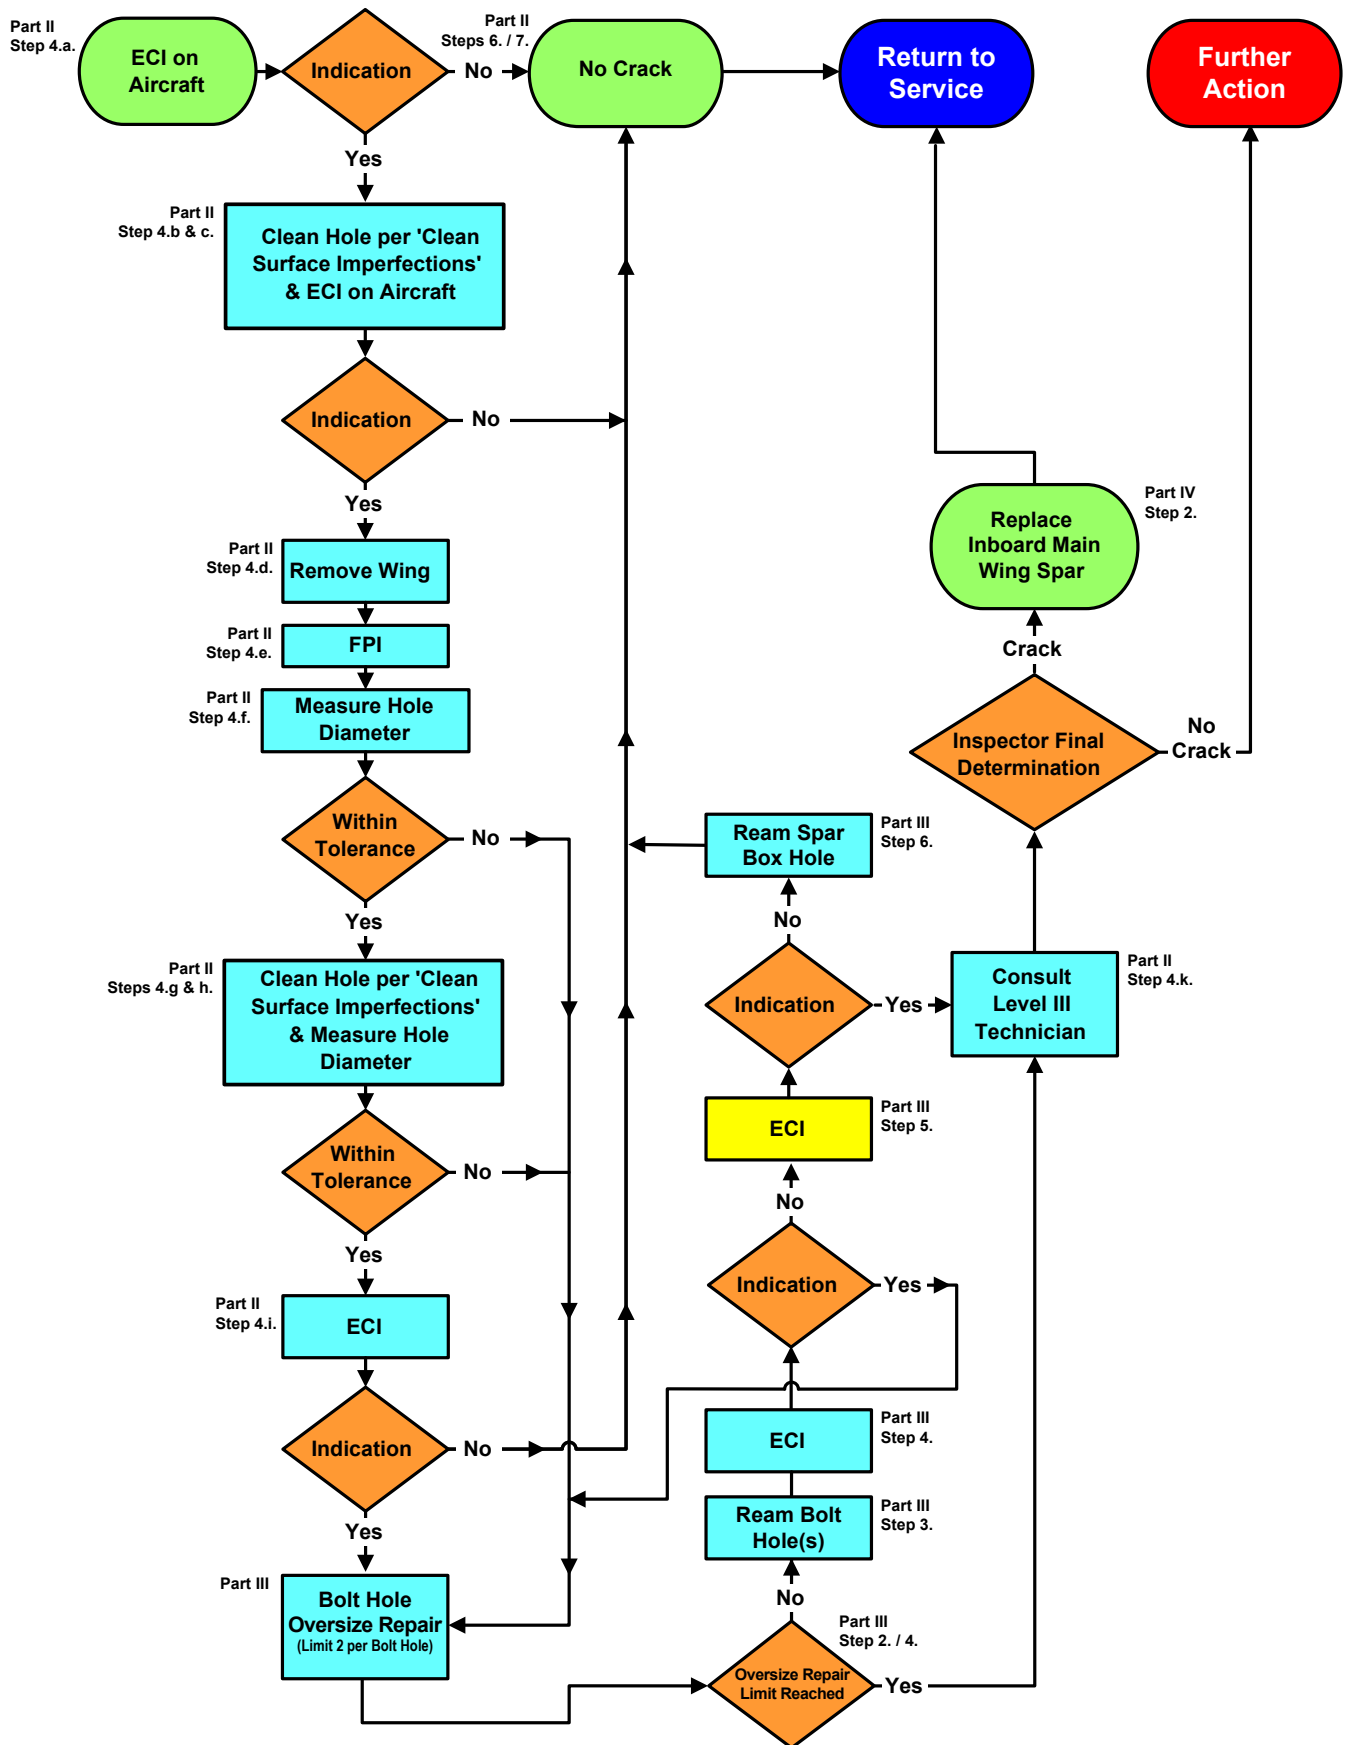 Part II
Step 4.a.
ECI on
Aircraft
Indication
No
Part II
Steps 6. / 7.
No Crack
Return to
Service
Further
Action
Yes
Part II
Step 4.b & c.
Clean Hole per 'Clean
Surface Imperfections'
& ECI on Aircraft
Indication
No
Yes
Part II
Step 4.d.
Remove Wing
Part II
Step 4.e.
FPI
Part II
Step 4.f.
Measure Hole
Diameter
Within
Tolerance
No
Yes
Part II
Steps 4.g & h.
Clean Hole per 'Clean
Surface Imperfections'
& Measure Hole
Diameter
Within
Tolerance
No
Yes
Part II
Step 4.i.
ECI
Indication
No
Yes
Part III
Bolt Hole
Oversize Repair
(Limit 2 per Bolt Hole)
Part III
Step 2. / 4.
Oversize Repair
Limit Reached
Yes
No
Ream Bolt
Hole(s)
Part III
Step 3.
ECI
Part III
Step 4.
Indication
Yes
No
ECI
Part III
Step 5.
Indication
Yes
No
Ream Spar
Box Hole
Part III
Step 6.
Consult
Level III
Technician
Part II
Step 4.k.
Inspector Final
Determination
No
Crack
Crack
Replace
Inboard Main
Wing Spar
Part IV
Step 2.